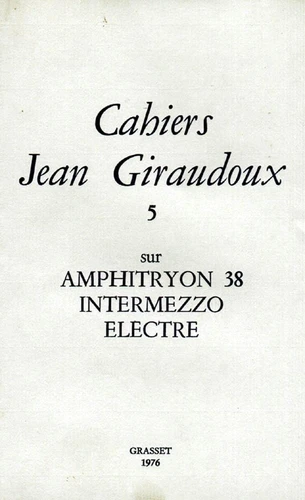 Cahiers
Jean Giraudoux
5
sur
AMPHITRYON 38
INTERMEZZO
ELECTRE
GRASSET
1976